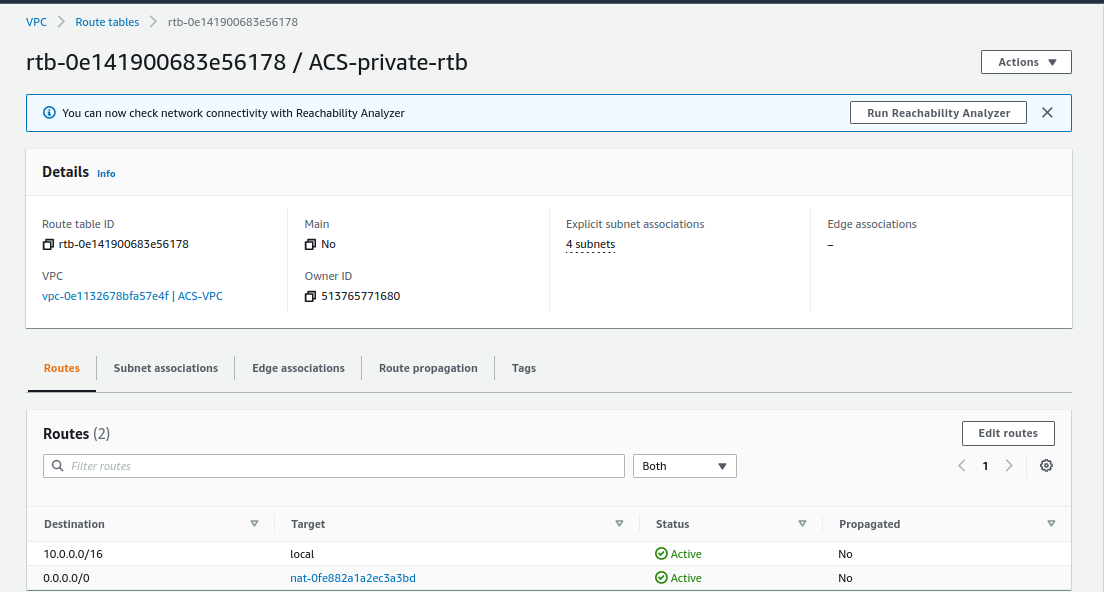 VPC > Route tables > rtb-0e141900683e56178
rtb-0e141900683e56178 / ACS-private-rtb
Actions
You can now check network connectivity with Reachability Analyzer
Run Reachability Analyzer
Details Info
Route table ID
rtb-0e141900683e56178
Main
No
Explicit subnet associations
4 subnets
Edge associations
–
VPC
vpc-0e1132678bfa57e4f | ACS-VPC
Owner ID
513765771680
Routes Subnet associations Edge associations Route propagation Tags
Routes (2)
Edit routes
Filter routes
Both
1
Destination Target Status Propagated
10.0.0.0/16 local Active No
0.0.0.0/0 nat-0fe882a1a2ec3a3bd Active No